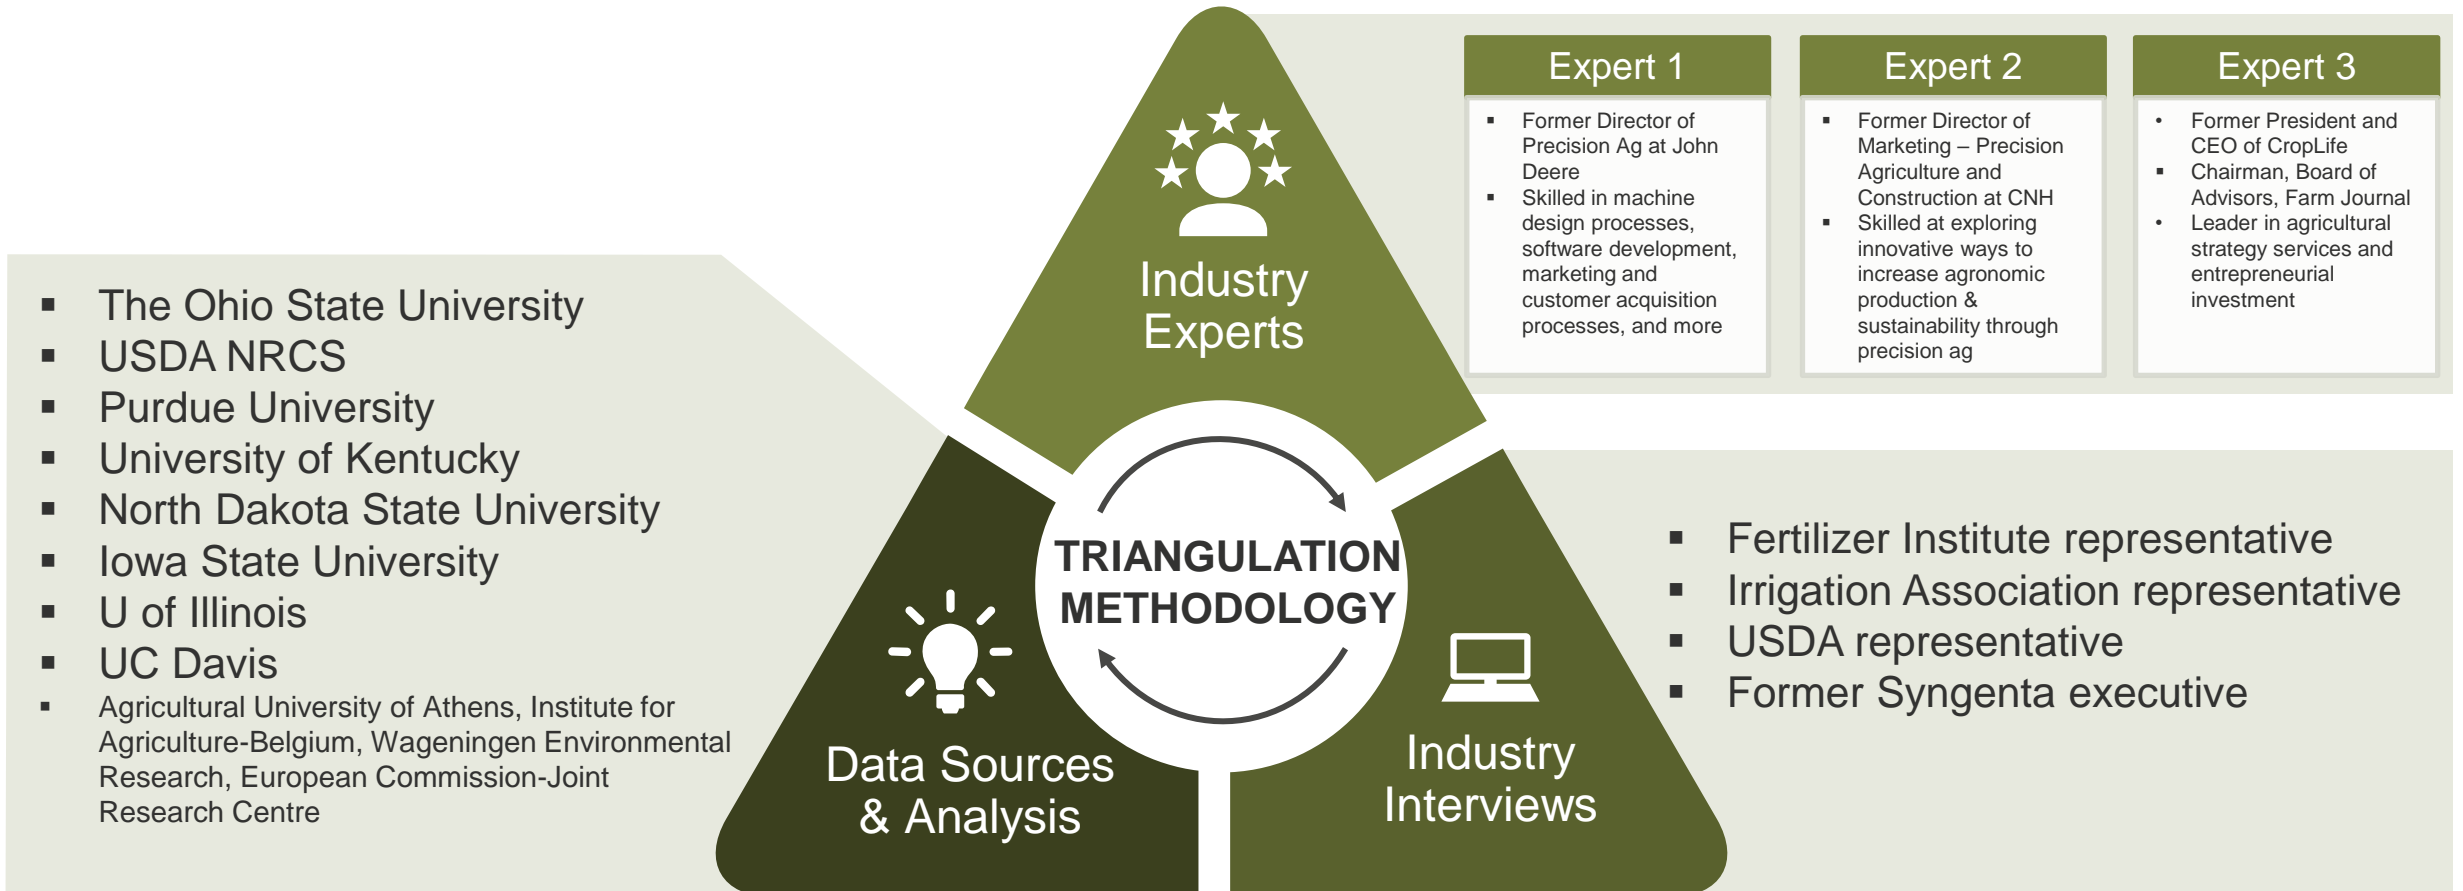 Expert 1
▪ Former Director of
Precision Ag at John
Deere
▪ Skilled in machine
design processes,
software development,
marketing and
customer acquisition
processes, and more
Expert 2
▪ Former Director of
Marketing – Precision
Agriculture and
Construction at CNH
▪ Skilled at exploring
innovative ways to
increase agronomic
production &
sustainability through
precision ag
Expert 3
• Former President and
CEO of CropLife
▪ Chairman, Board of
Advisors, Farm Journal
• Leader in agricultural
strategy services and
entrepreneurial
investment
Industry
Experts
▪ The Ohio State University
▪ USDA NRCS
▪ Purdue University
▪ University of Kentucky
▪ North Dakota State University
▪ Iowa State University
▪ U of Illinois
▪ UC Davis
▪ Agricultural University of Athens, Institute for
Agriculture-Belgium, Wageningen Environmental
Research, European Commission-Joint
Research Centre
TRIANGULATION
METHODOLOGY
Data Sources
& Analysis
Industry
Interviews
▪ Fertilizer Institute representative
▪ Irrigation Association representative
▪ USDA representative
▪ Former Syngenta executive